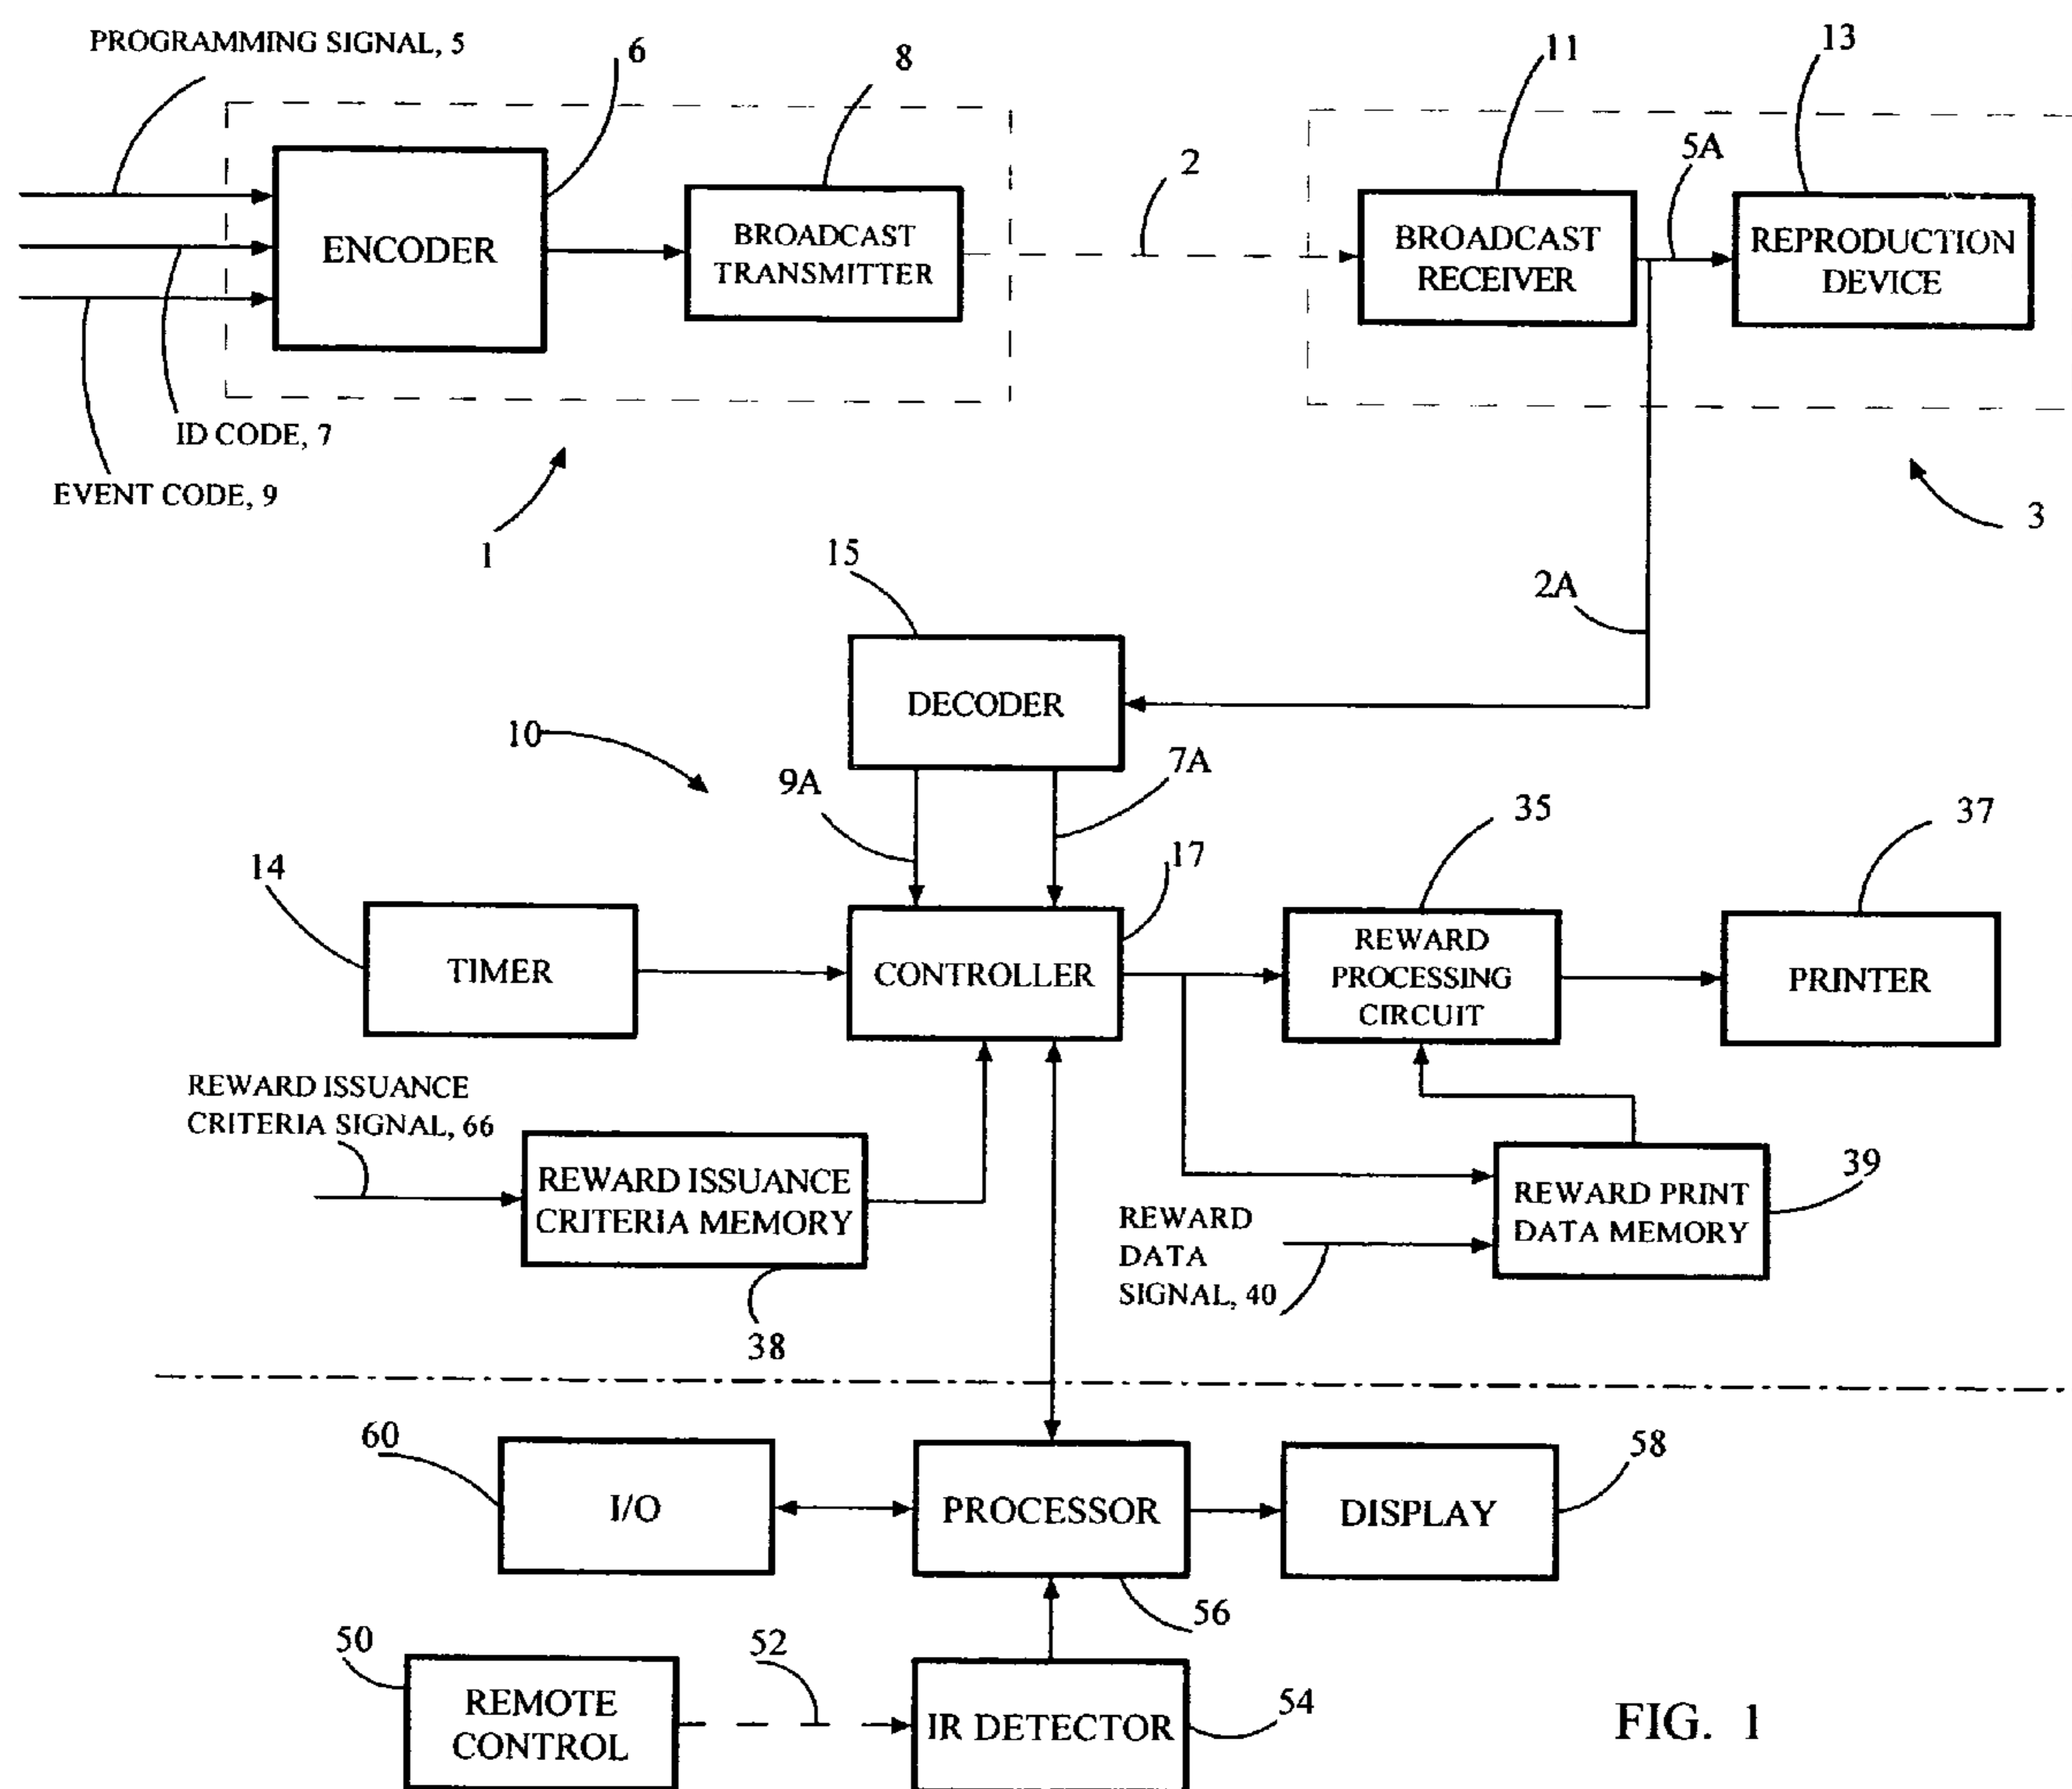 PROGRAMMING SIGNAL, 5
6
8
11
13
ENCODER
BROADCAST
TRANSMITTER
2
BROADCAST
RECEIVER
5A
REPRODUCTION
DEVICE
ID CODE, 7
EVENT CODE, 9
1
3
15
2A
DECODER
10
9A
7A
14
17
35
37
TIMER
CONTROLLER
REWARD
PROCESSING
CIRCUIT
PRINTER
REWARD ISSUANCE
CRITERIA SIGNAL, 66
REWARD ISSUANCE
CRITERIA MEMORY
38
REWARD
DATA
SIGNAL, 40
REWARD PRINT
DATA MEMORY
39
60
I/O
PROCESSOR
56
DISPLAY
58
50
REMOTE
CONTROL
52
IR DETECTOR
54
FIG. 1